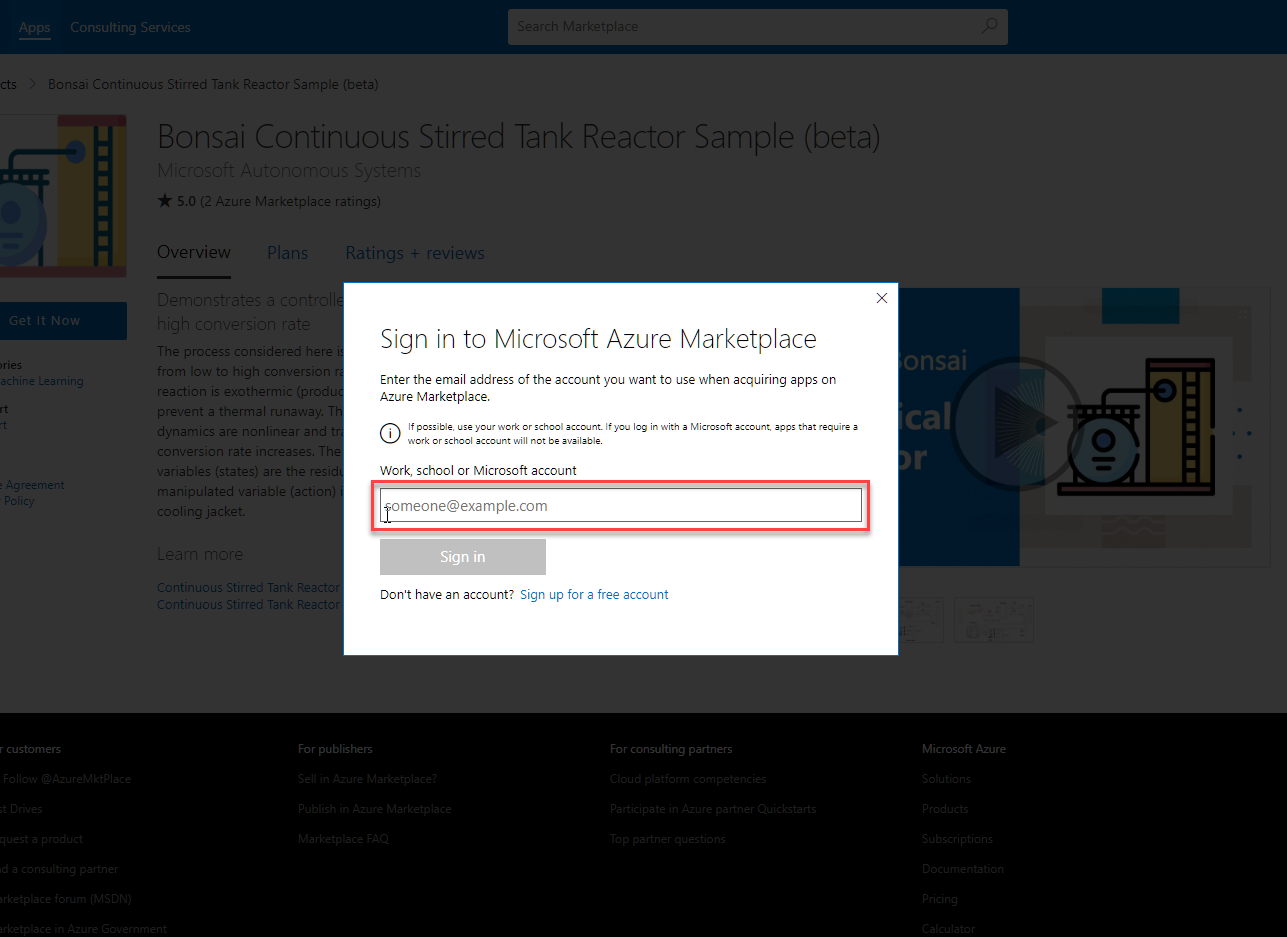 Apps Consulting Services
Search Marketplace
cts > Bonsai Continuous Stirred Tank Reactor Sample (beta)
Bonsai Continuous Stirred Tank Reactor Sample (beta)
Microsoft Autonomous Systems
★ 5.0 (2 Azure Marketplace ratings)
Overview Plans Ratings + reviews
Get It Now
ories
achine Learning
rt
rt
e Agreement
Policy
Demonstrates a controlle
high conversion rate
The process considered here is
from low to high conversion ra
reaction is exothermic (produc
prevent a thermal runaway. Th
dynamics are nonlinear and tra
conversion rate increases. The
variables (states) are the residu
manipulated variable (action) i
cooling jacket.
Learn more
Continuous Stirred Tank Reactor
Continuous Stirred Tank Reactor
Sign in to Microsoft Azure Marketplace
Enter the email address of the account you want to use when acquiring apps on
Azure Marketplace.
If possible, use your work or school account. If you log in with a Microsoft account, apps that require a
work or school account will not be available.
Work, school or Microsoft account
someone@example.com
Sign in
Don't have an account? Sign up for a free account
Bonsai
ical
or
r customers
Follow @AzureMktPlace
st Drives
quest a product
d a consulting partner
arketplace forum (MSDN)
arketplace in Azure Government
For publishers
Sell in Azure Marketplace?
Publish in Azure Marketplace
Marketplace FAQ
For consulting partners
Cloud platform competencies
Participate in Azure partner Quickstarts
Top partner questions
Microsoft Azure
Solutions
Products
Subscriptions
Documentation
Pricing
Calculator